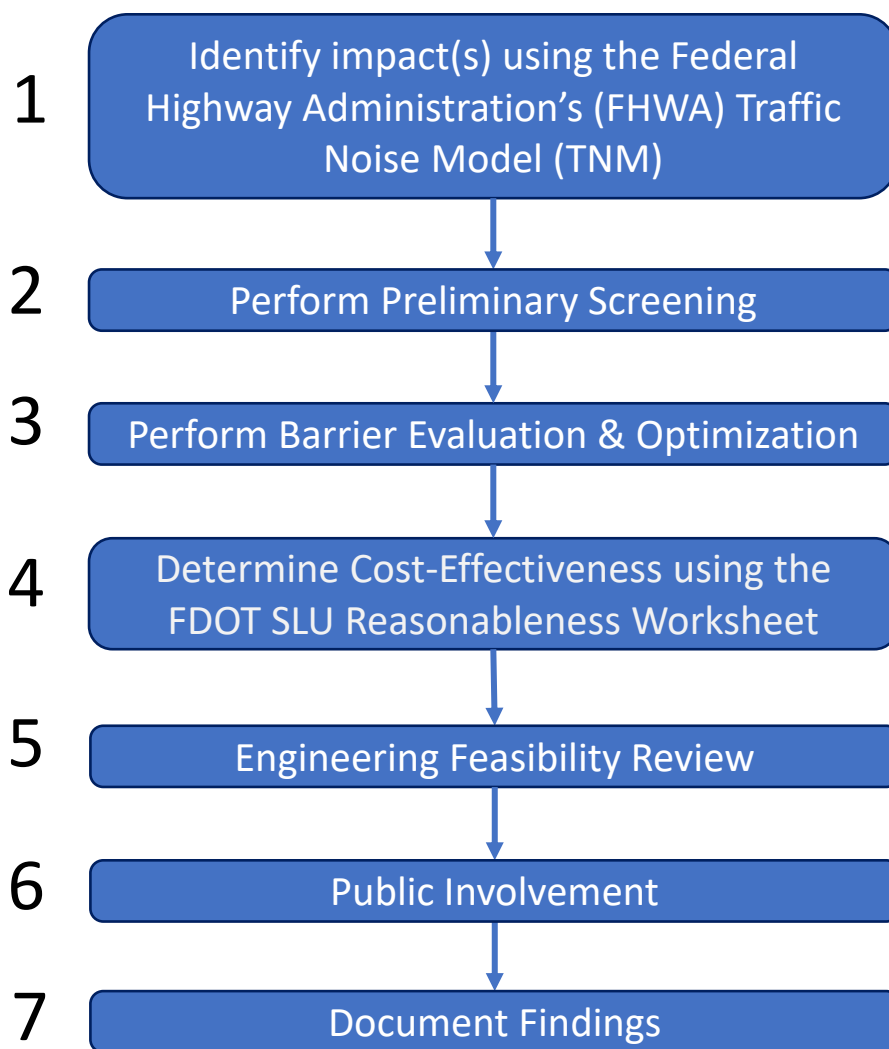 1
Identify impact(s) using the Federal
Highway Administration's (FHWA) Traffic
Noise Model (TNM)
2
Perform Preliminary Screening
3
Perform Barrier Evaluation & Optimization
4
Determine Cost-Effectiveness using the
FDOT SLU Reasonableness Worksheet
5
Engineering Feasibility Review
6
Public Involvement
7
Document Findings